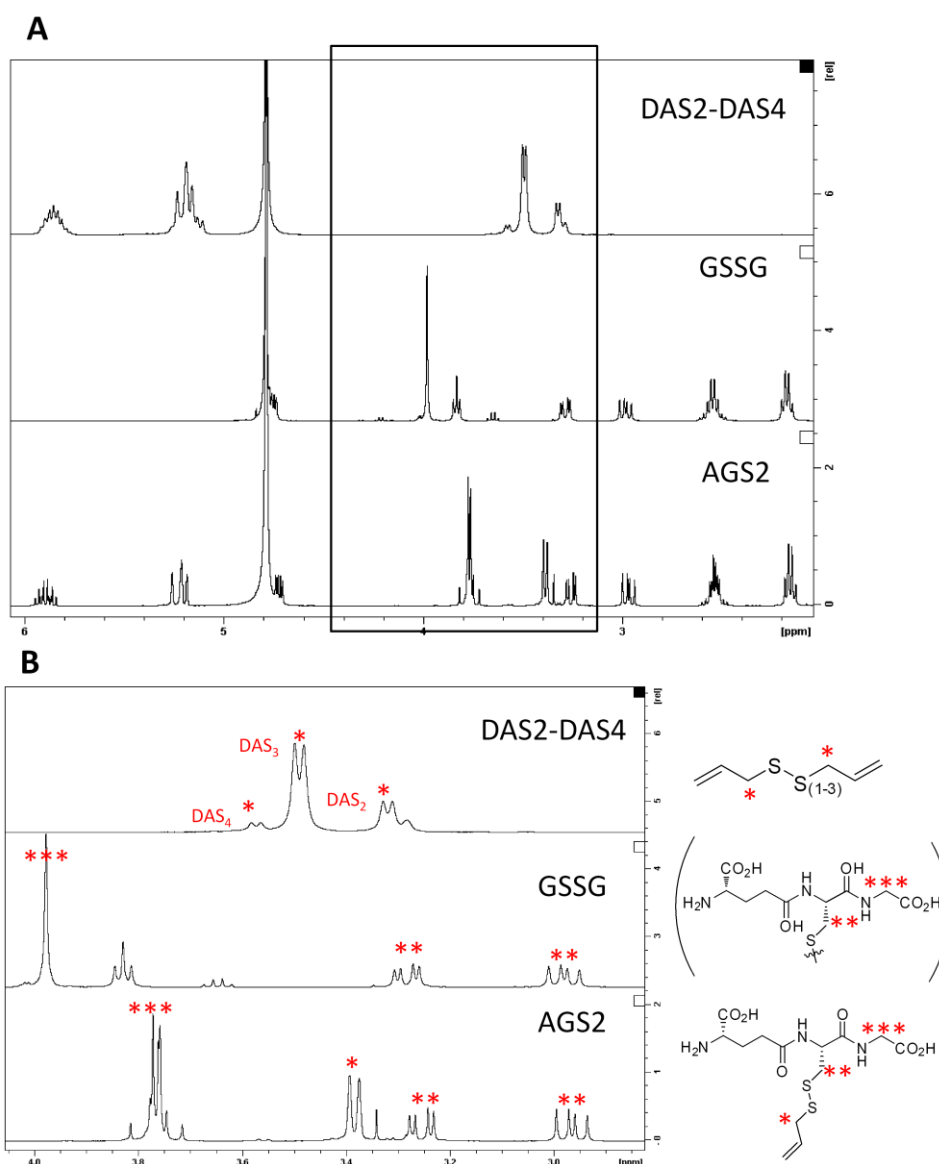 A
[rel]
DAS2-DAS4
6
GSSG
4
AGS2
2
0
6
5
4
3
[ppm]
B
[rel]
DAS2-DAS4
6
DAS3
*
DAS2
*
DAS4
*
5
***
GSSG
4
**
**
3
***
AGS2
2
*
**
**
1
0
4.0
3.8
3.6
3.4
3.2
3.0
[ppm]
*
S
S(1-3)
*
CO2H
OH
***
H2N
N
H
OH
**
N
H
CO2H
S
CO2H
O
***
H2N
N
H
O
**
N
H
CO2H
S
S
*